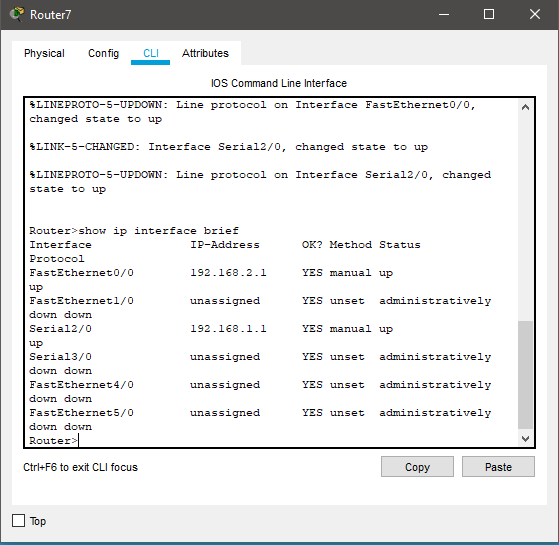 Router7
Physical Config CLI Attributes
IOS Command Line Interface
%LINEPROTO-5-UPDOWN: Line protocol on Interface FastEthernet0/0,
changed state to up
%LINK-5-CHANGED: Interface Serial2/0, changed state to up
%LINEPROTO-5-UPDOWN: Line protocol on Interface Serial2/0, changed
state to up
Router>show ip interface brief
Interface IP-Address OK? Method Status
Protocol
FastEthernet0/0 192.168.2.1 YES manual up
up
FastEthernet1/0 unassigned YES unset administratively
down down
Serial2/0 192.168.1.1 YES manual up
up
Serial3/0 unassigned YES unset administratively
down down
FastEthernet4/0 unassigned YES unset administratively
down down
FastEthernet5/0 unassigned YES unset administratively
down down
Router>
Ctrl+F6 to exit CLI focus Copy Paste
Top